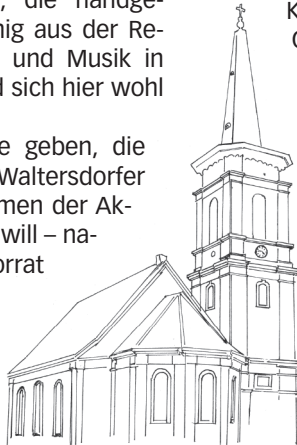 , die handge-
nig aus der Re-
und Musik in
d sich hier wohl
e geben, die
Waltersdorfer
men der Ak-
will – na-
orrat
K